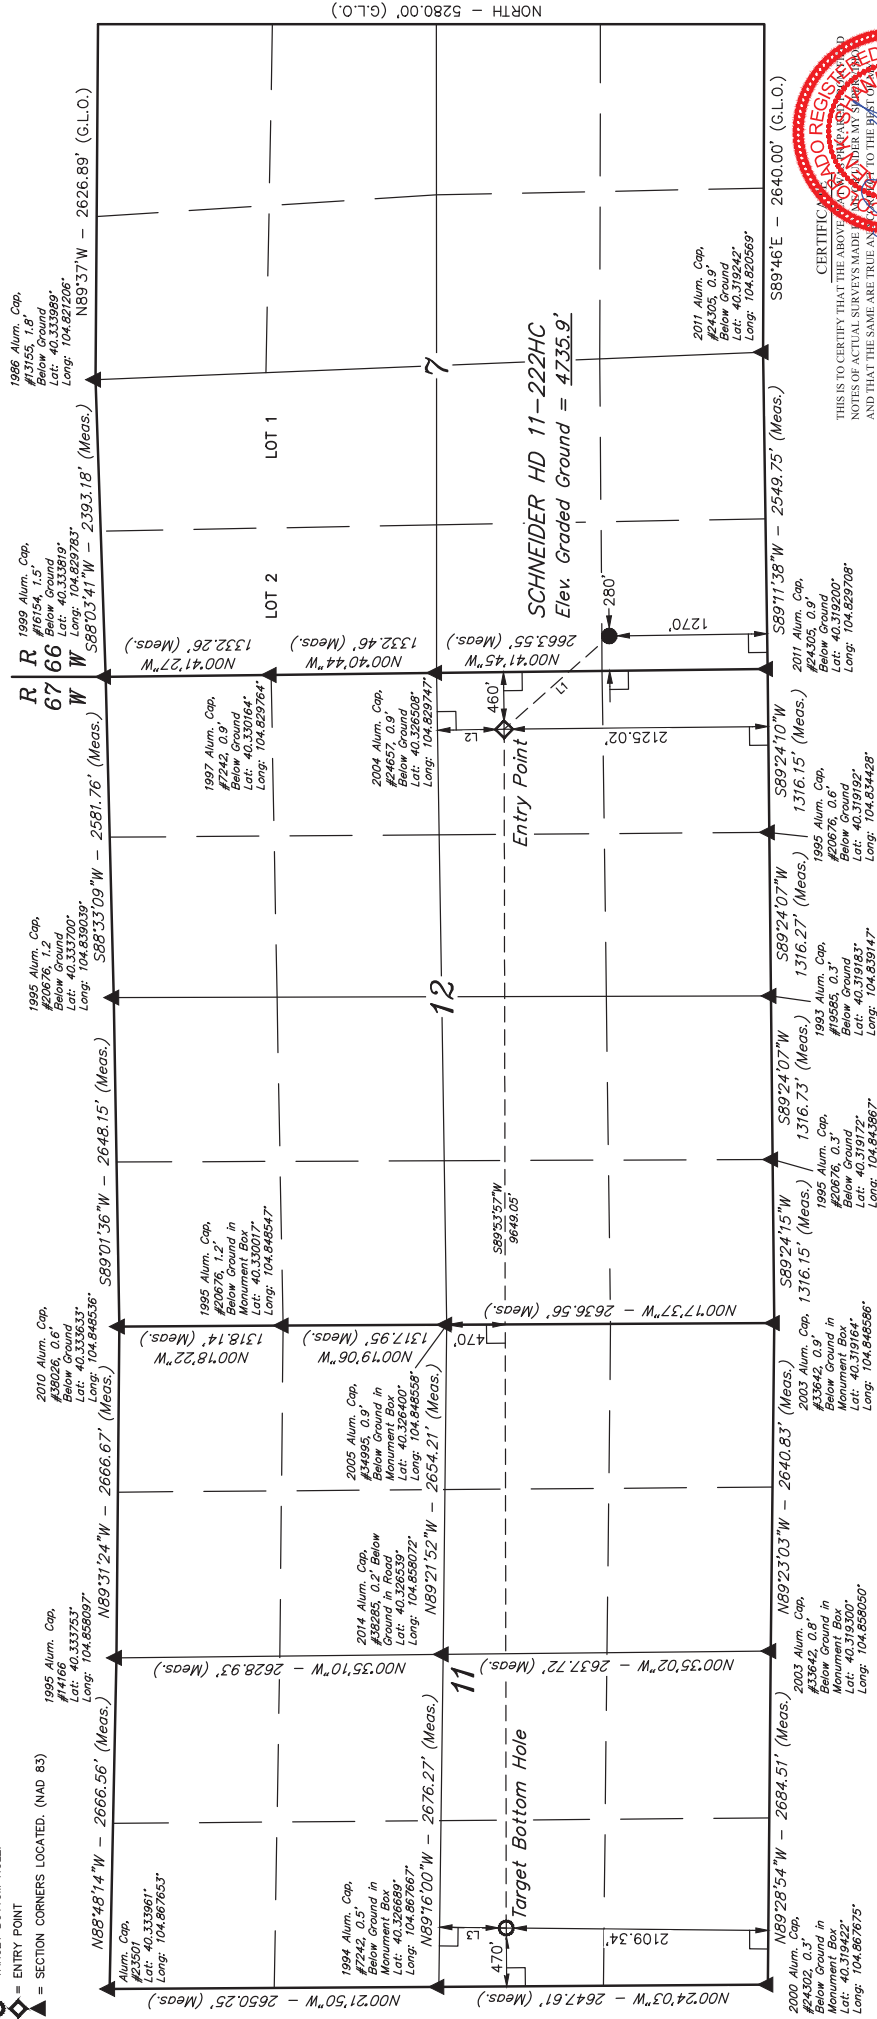 = ENTRY POINT
= SECTION CORNERS LOCATED. (NAD 83)
Alum. Cap,
#23501
Lat: 40.333961°
Long: 104.867653°
N88°48'14"W - 2666.56' (Meas.)
1995 Alum. Cap,
#14166
Lat: 40.333753°
Long: 104.858097°
N89°31'24"W - 2666.67' (Meas.)
2010 Alum. Cap,
#38026, 0.6'
Below Ground
Lat: 40.333633°
Long: 104.848536°
S89°01'36"W - 2648.15' (Meas.)
1995 Alum. Cap,
#20676, 1.2
Below Ground
Lat: 40.333700°
Long: 104.839039°
S88°33'09"W - 2581.76' (Meas.)
R R
67 66
W W
1999 Alum. Cap,
#16154, 1.5'
Below Ground
Lat: 40.333819°
Long: 104.829783°
S88°03'41"W - 2393.18' (Meas.)
1986 Alum. Cap,
#13155, 1.8'
Below Ground
Lat: 40.333989°
Long: 104.821206°
N89°37'W - 2626.89' (G.L.O.)
NORTH - 5280.00' (G.L.O.)
N00°21'50"W - 2650.25' (Meas.)
N00°35'10"W - 2628.93' (Meas.)
N00°18'22"W
1318.14' (Meas.)
1995 Alum. Cap,
#20676, 1.2'
Below Ground in
Monument Box
Lat: 40.330017°
Long: 104.848547°
N00°19'06"W
1317.95' (Meas.)
N00°41'27"W
1332.26' (Meas.)
1997 Alum. Cap,
#7242, 0.9'
Below Ground
Lat: 40.330164°
Long: 104.829764°
N00°40'44"W
1332.46' (Meas.)
LOT 2
LOT 1
1994 Alum. Cap,
#7242, 0.5'
Below Ground in
Monument Box
Lat: 40.326689°
Long: 104.867667°
N89°16'00"W - 2676.27' (Meas.)
2014 Alum. Cap,
#38285, 0.2' Below
Ground in Road
Lat: 40.326539°
Long: 104.858072°
N89°21'52"W - 2654.21' (Meas.)
2005 Alum. Cap,
#34995, 0.9'
Below Ground in
Monument Box
Lat: 40.326400°
Long: 104.848558°
2004 Alum. Cap,
#24657, 0.9'
Below Ground
Lat: 40.326508°
Long: 104.829747°
11
12
7
N00°24'03"W - 2647.61' (Meas.)
470'
L3
Target Bottom Hole
2109.34'
N00°35'02"W - 2637.72' (Meas.)
470'
N00°17'37"W - 2636.56' (Meas.)
S89°53'57"W
9649.05'
Entry Point
L2
460'
L1
2125.02'
N00°41'45"W
2663.55' (Meas.)
SCHNEIDER HD 11-222HC
Elev. Graded Ground = 4735.9'
280'
1270'
2000 Alum. Cap,
#24302, 0.3'
Below Ground in
Monument Box
Lat: 40.319422°
Long: 104.867675°
N89°28'54"W - 2684.51' (Meas.)
2003 Alum. Cap,
#33642, 0.8'
Below Ground in
Monument Box
Lat: 40.319300°
Long: 104.858050°
N89°23'03"W - 2640.83' (Meas.)
2003 Alum. Cap,
#33642, 0.9'
Below Ground in
Monument Box
Lat: 40.319164°
Long: 104.848586°
S89°24'15"W
1316.15' (Meas.)
1995 Alum. Cap,
#20676, 0.3'
Below Ground
Lat: 40.319172°
Long: 104.843867°
S89°24'07"W
1316.73' (Meas.)
1993 Alum. Cap,
#19585, 0.3'
Below Ground
Lat: 40.319183°
Long: 104.839147°
S89°24'07"W
1316.27' (Meas.)
1995 Alum. Cap,
#20676, 0.6'
Below Ground
Lat: 40.319192°
Long: 104.834428°
S89°24'10"W
1316.15' (Meas.)
2011 Alum. Cap,
#24305, 0.9'
Below Ground
Lat: 40.319200°
Long: 104.829708°
S89°11'38"W - 2549.75' (Meas.)
2011 Alum. Cap,
#24305, 0.9'
Below Ground
Lat: 40.319242°
Long: 104.820569°
S89°46'E - 2640.00' (G.L.O.)
CERTIFICA
THIS IS TO CERTIFY THAT THE ABOVE
NOTES OF ACTUAL SURVEYS MADE UNDER MY
AND THAT THE SAME ARE TRUE AND TO THE BEST OF
RADO REGISTERED